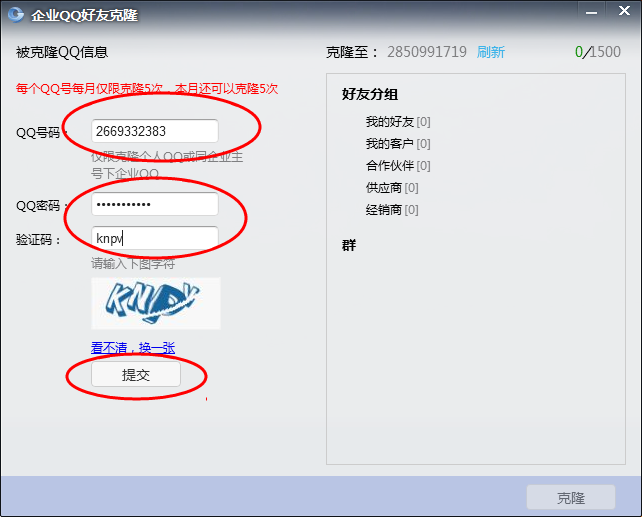 企业QQ好友克隆
被克隆QQ信息
克隆至： 2850991719 刷新 0/1500
每个QQ号每月仅限克隆5次，本月还可以克隆5次
QQ号码： 2669332383
仅限克隆个人QQ或同企业主
号下企业QQ
QQ密码： •••••••••••
验证码： knpv
请输入下图字符
看不清，换一张
提交
好友分组
我的好友 [0]
我的客户 [0]
合作伙伴 [0]
供应商 [0]
经销商 [0]
群
克隆